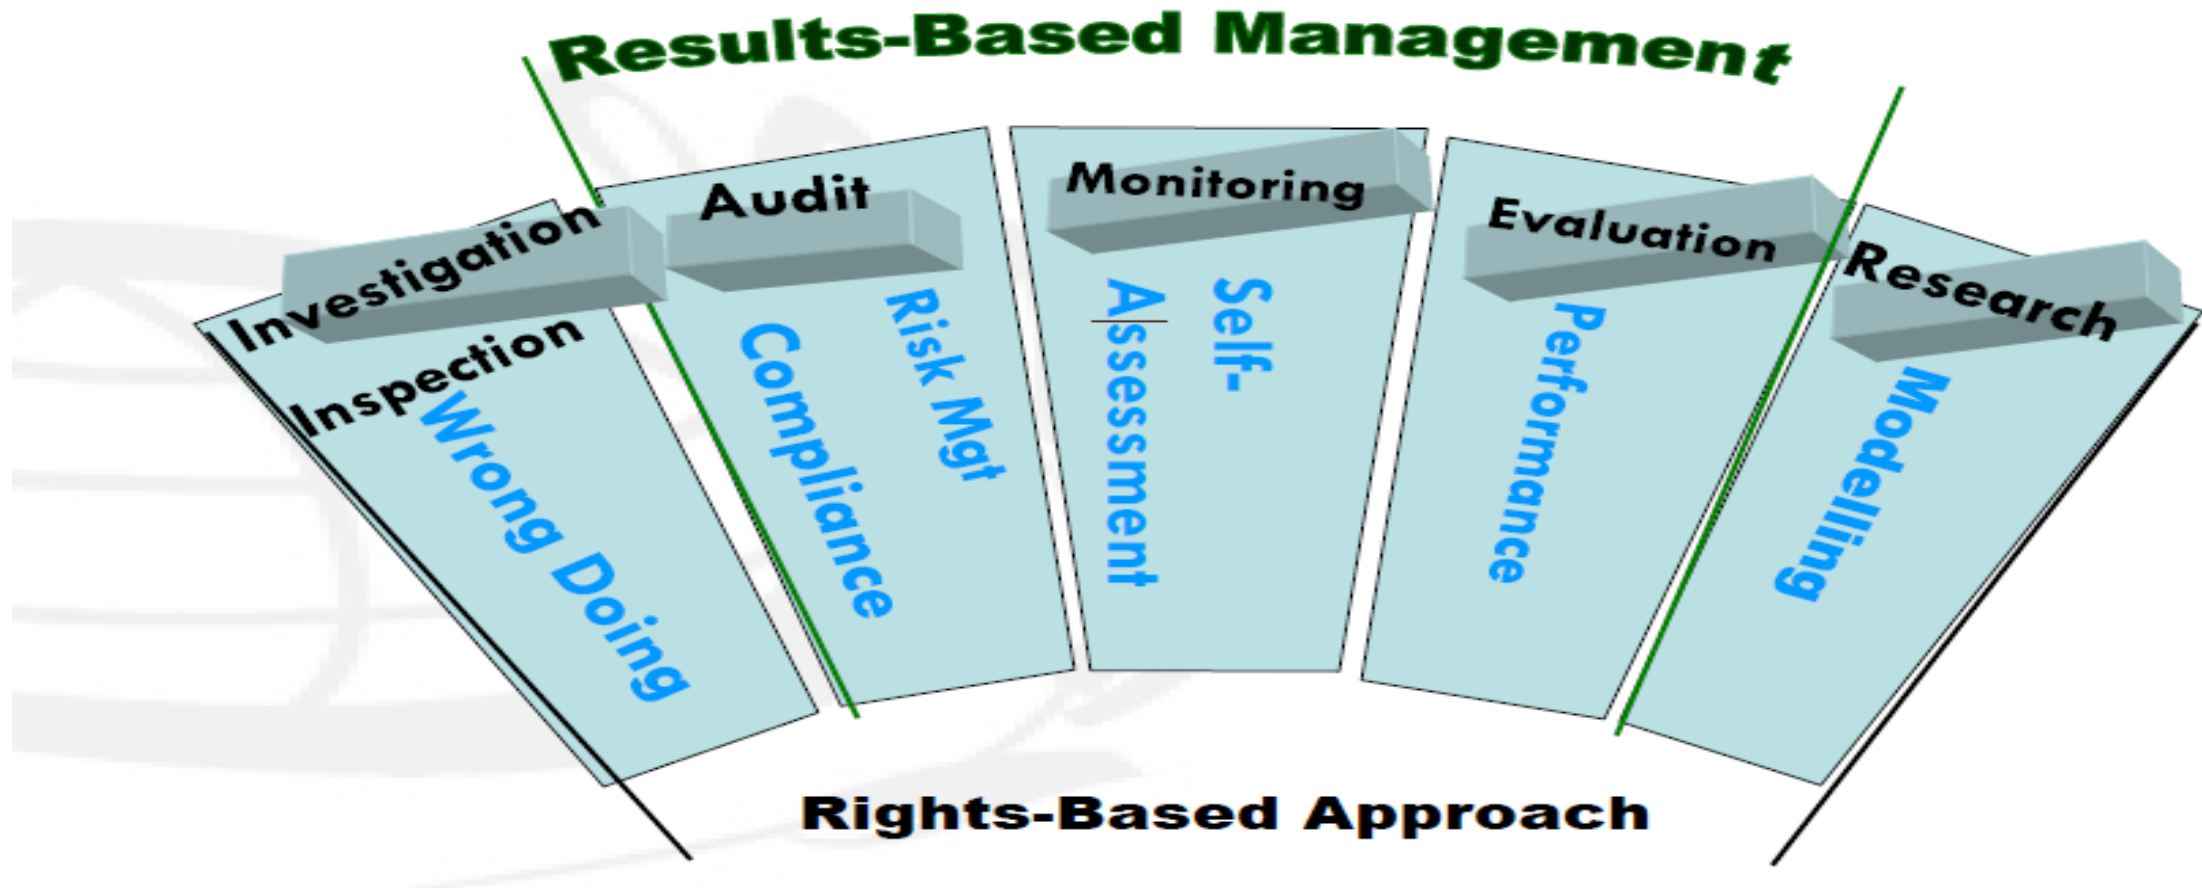 Results-Based Management
Investigation
Inspection
Wrong Doing
Audit
Compliance
Risk Mgt
Monitoring
Self-
Assessment
Evaluation
Performance
Research
Modelling
Rights-Based Approach